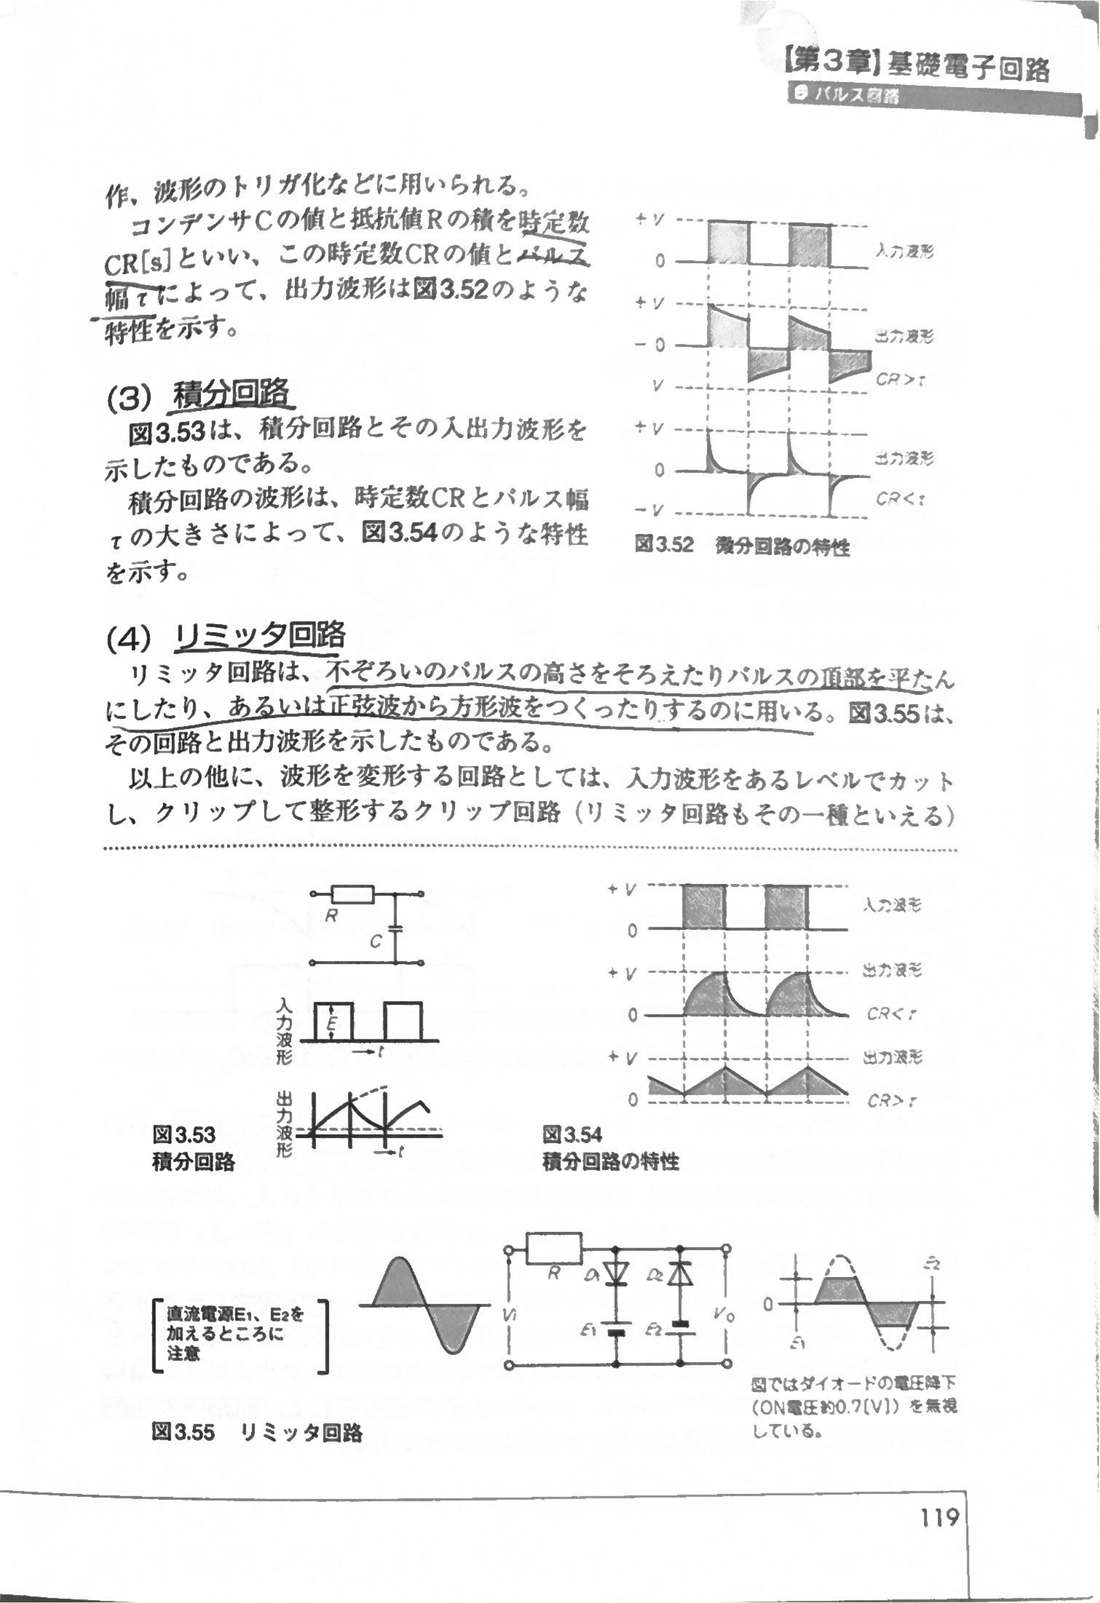 【第3章】基礎電子回路
❻ パルス回路
作、波形のトリガ化などに用いられる。
コンデンサCの値と抵抗値Rの積を時定数
CR[s]といい、この時定数CRの値とパルス
幅τによって、出力波形は図3.52のような
特性を示す。
+V
0
入力波形
+V
- 0
V
出力波形
CR>τ
+V
0
-V
出力波形
CR<τ
図3.52 微分回路の特性
(3) 積分回路
図3.53は、積分回路とその入出力波形を
示したものである。
積分回路の波形は、時定数CRとパルス幅
τの大きさによって、図3.54のような特性
を示す。
(4) リミッタ回路
リミッタ回路は、不ぞろいのパルスの高さをそろえたりパルスの頂部を平たん
にしたり、あるいは正弦波から方形波をつくったりするのに用いる。図3.55は、
その回路と出力波形を示したものである。
以上の他に、波形を変形する回路としては、入力波形をあるレベルでカット
し、クリップして整形するクリップ回路（リミッタ回路もその一種といえる）
R
C
入力波形
E
t
出力波形
t
図3.53
積分回路
+V
0
入力波形
+V
0
出力波形
CR<τ
+V
0
出力波形
CR>τ
図3.54
積分回路の特性
直流電源E₁、E₂を
加えるところに
注意
Vi
R
D₁
D₂
E₁
E₂
Vo
0
E₁
E₂
図ではダイオードの電圧降下
(ON電圧約0.7[V]) を無視
している。
図3.55 リミッタ回路
119